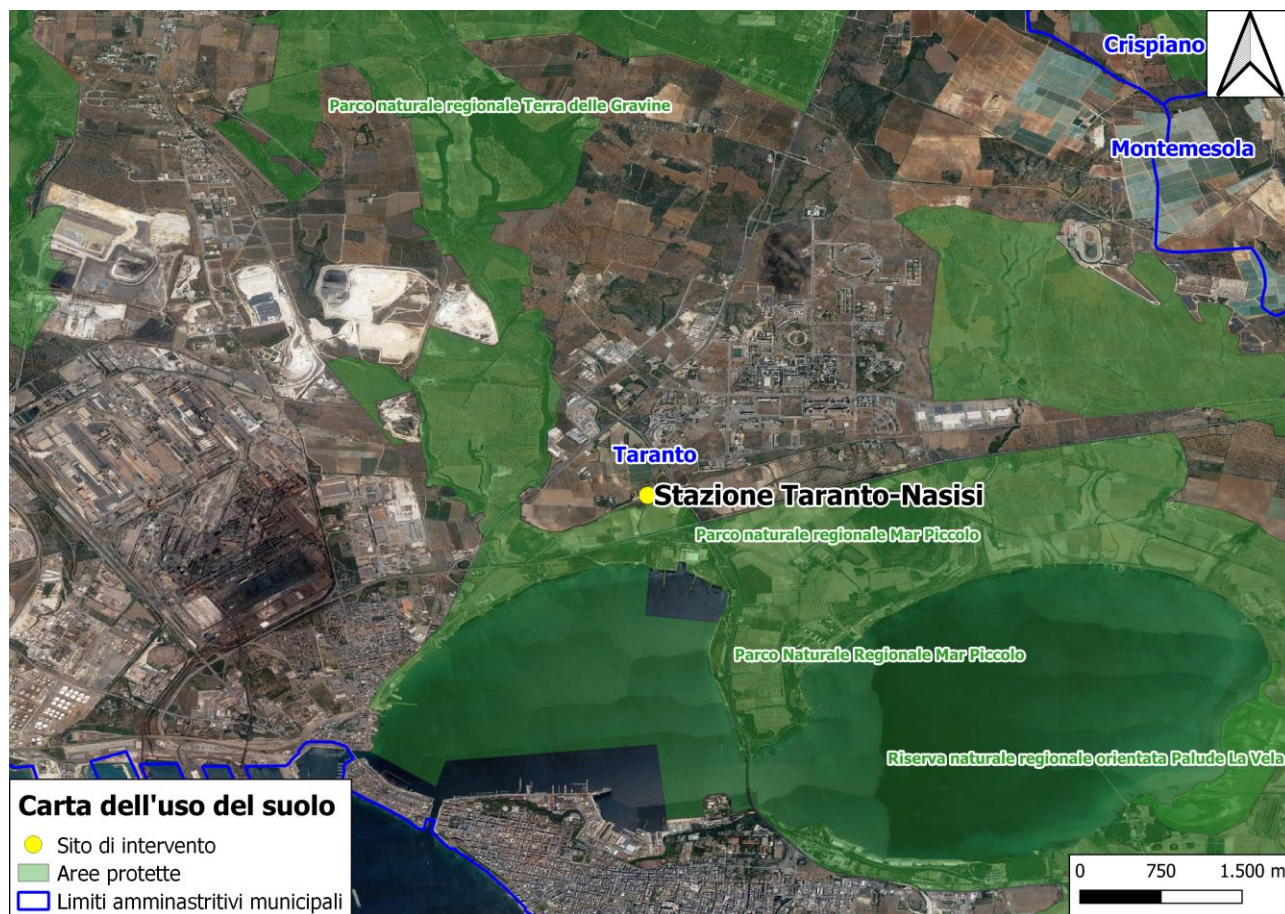 Crispiano
Parco naturale regionale Terra delle Gravine
Montemesola
Taranto
Stazione Taranto-Nasisi
Parco naturale regionale Mar Piccolo
Parco Naturale Regionale Mar Piccolo
Riserva naturale regionale orientata Palude La Vela
Carta dell'uso del suolo
Sito di intervento
Aree protette
Limiti amminastritivi municipali
0 750 1.500 m